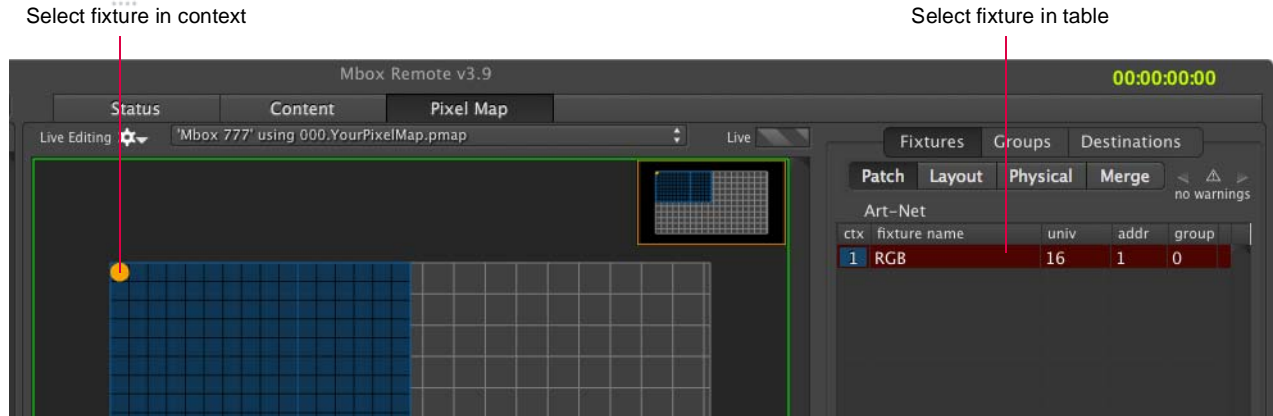 Select fixture in context
Select fixture in table
Mbox Remote v3.9
00:00:00:00
Status Content Pixel Map
Live Editing 'Mbox 777' using 000.YourPixelMap.pmap Live
Fixtures Groups Destinations
Patch Layout Physical Merge
no warnings
Art-Net
ctx fixture name univ addr group
1 RGB 16 1 0